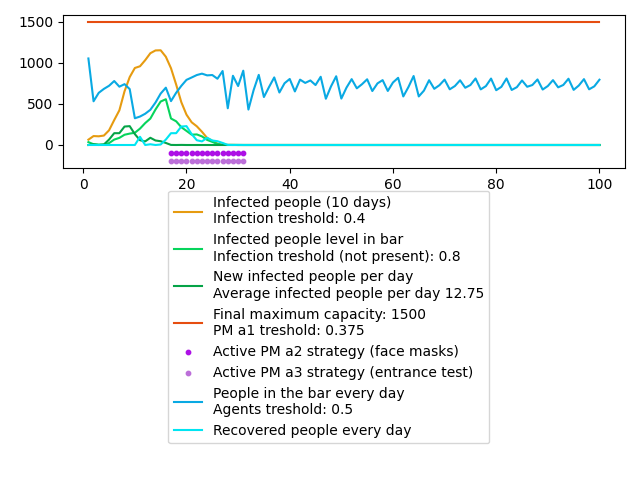 1500
1000
500
0
0 20 40 60 80 100
Infected people (10 days)
Infection treshold: 0.4
Infected people level in bar
Infection treshold (not present): 0.8
New infected people per day
Average infected people per day 12.75
Final maximum capacity: 1500
PM a1 treshold: 0.375
Active PM a2 strategy (face masks)
Active PM a3 strategy (entrance test)
People in the bar every day
Agents treshold: 0.5
Recovered people every day